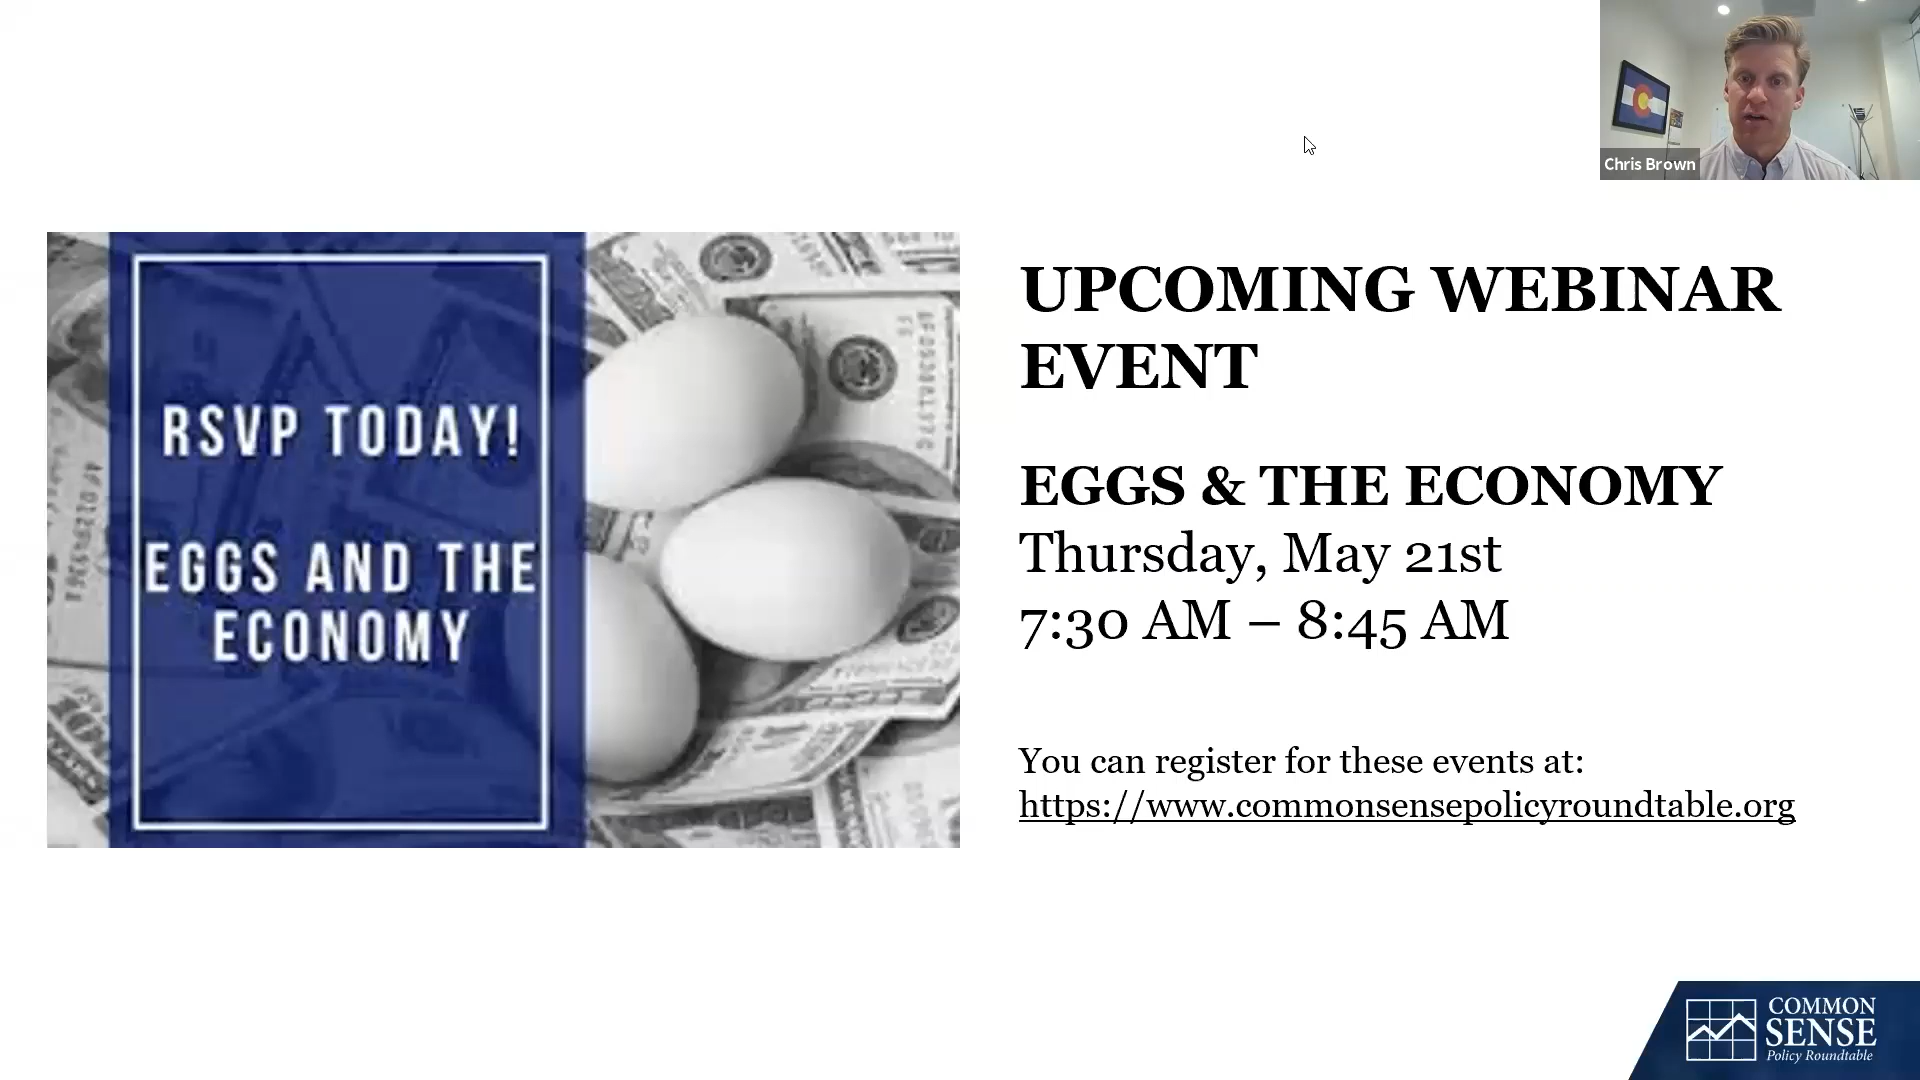 Chris Brown
RSVP TODAY!
EGGS AND THE
ECONOMY
UPCOMING WEBINAR
EVENT
EGGS & THE ECONOMY
Thursday, May 21st
7:30 AM – 8:45 AM
You can register for these events at:
https://www.commonsensepolicyroundtable.org
COMMON
SENSE
Policy Roundtable